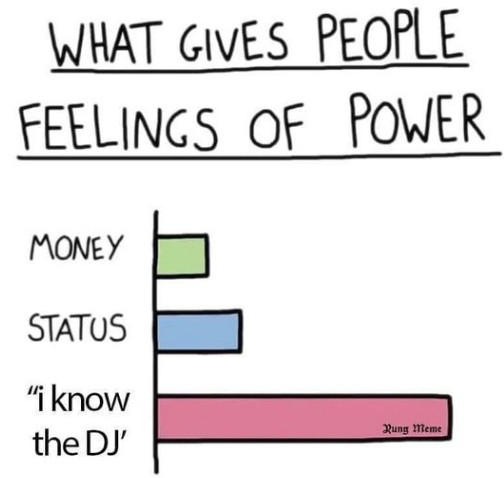 WHAT GIVES PEOPLE
FEELINGS OF POWER
MONEY
STATUS
“i know
the DJ’
Rung Meme